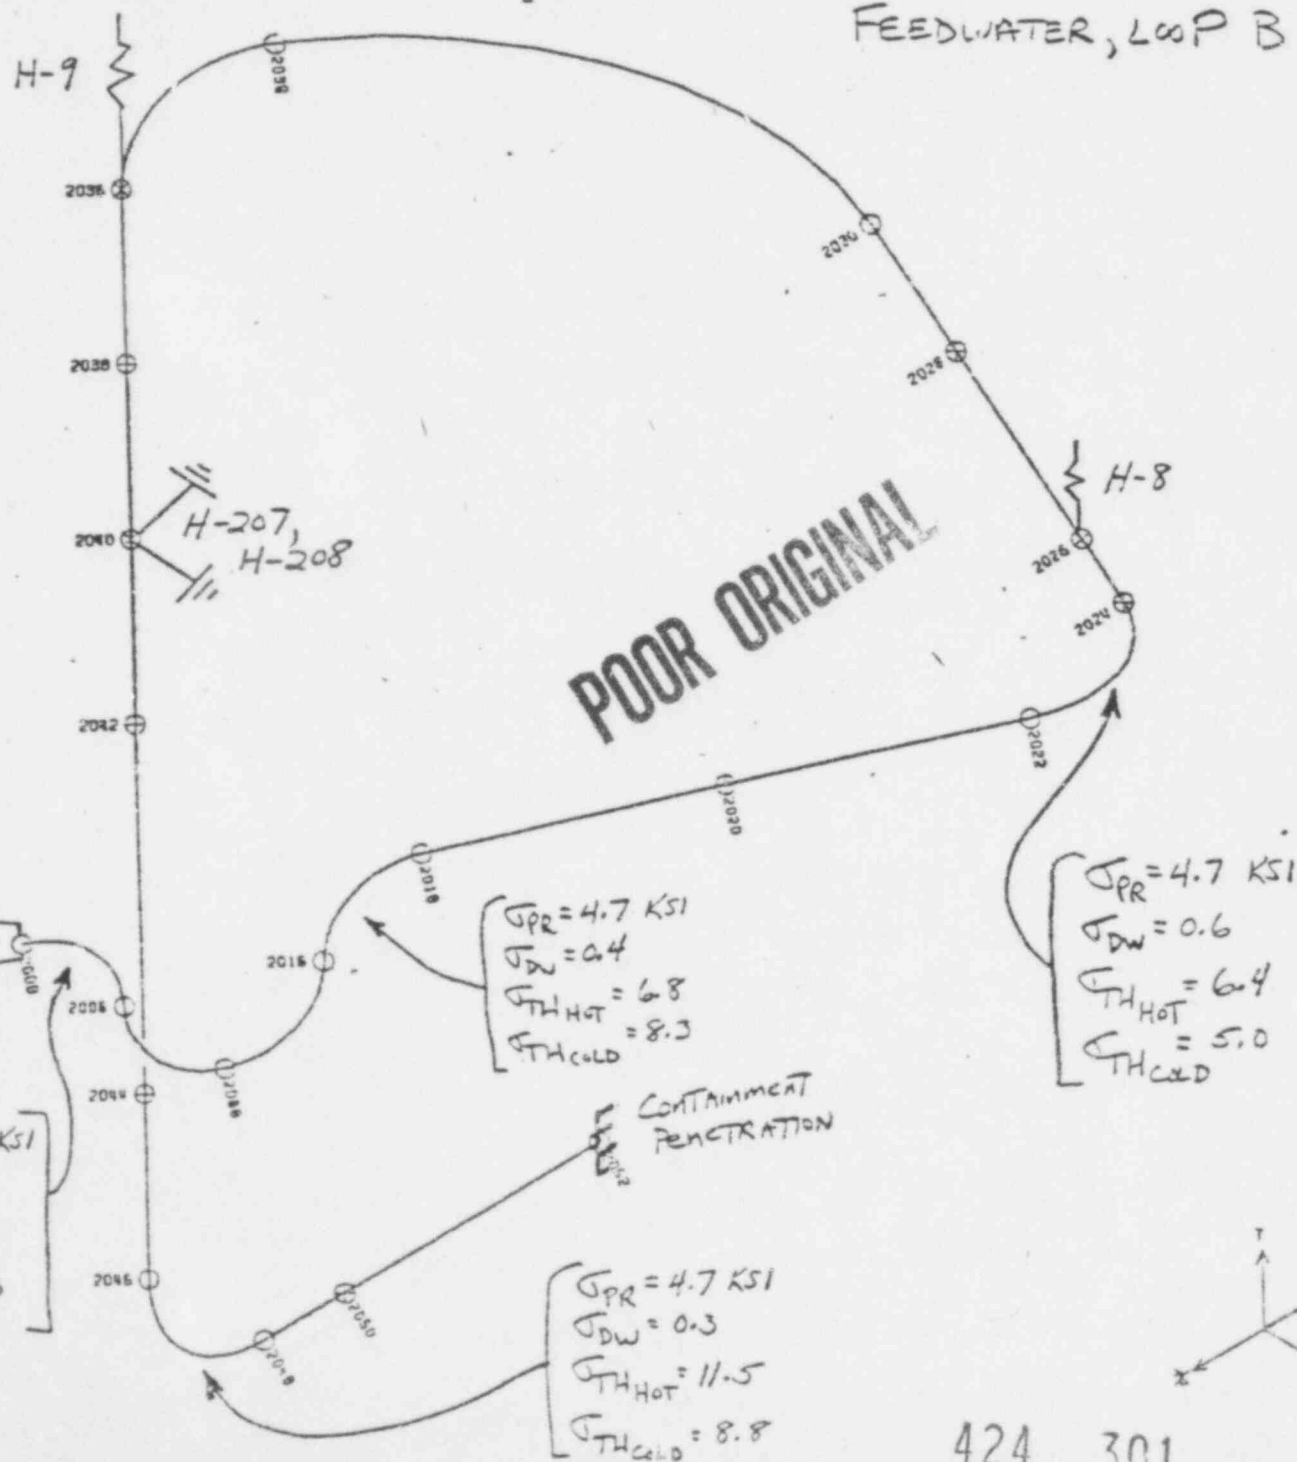 FEEDWATER, LOOP B
H-9
2036
2030
2038
2028
H-8
H-207,
H-208
2040
2026
2024
POOR ORIGINAL
2042
2022
2020
2018
σPR = 4.7 KSI
σDW = 0.6
σTH HOT = 6.4
σTH COLD = 5.0
σPR = 4.7 KSI
σDW = 0.4
σTH HOT = 6.8
σTH COLD = 8.3
2016
2044
CONTAINMENT
PENETRATION
KSI
2046
2050
2048
σPR = 4.7 KSI
σDW = 0.3
σTH HOT = 11.5
σTH COLD = 8.8
424 301